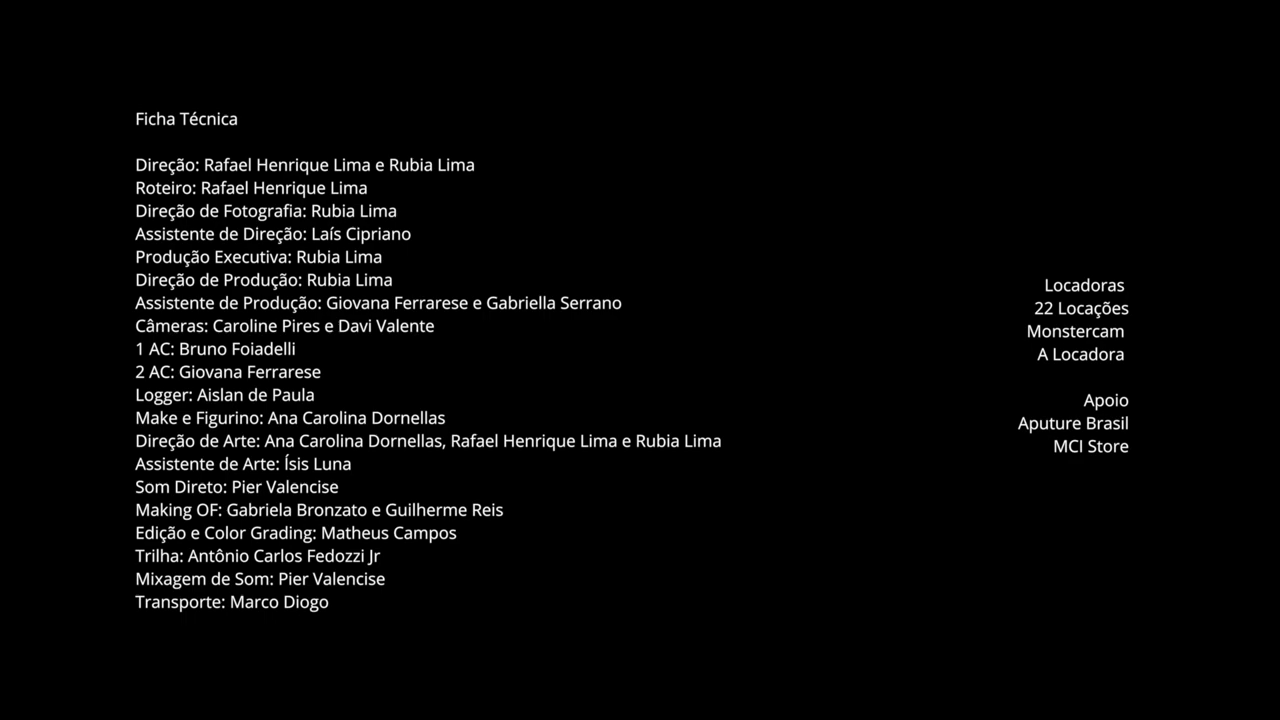 Ficha Técnica
Direção: Rafael Henrique Lima e Rubia Lima
Roteiro: Rafael Henrique Lima
Direção de Fotografia: Rubia Lima
Assistente de Direção: Laís Cipriano
Produção Executiva: Rubia Lima
Direção de Produção: Rubia Lima
Assistente de Produção: Giovana Ferrarese e Gabriella Serrano
Câmeras: Caroline Pires e Davi Valente
1 AC: Bruno Foiadelli
2 AC: Giovana Ferrarese
Logger: Aislan de Paula
Make e Figurino: Ana Carolina Dornellas
Direção de Arte: Ana Carolina Dornellas, Rafael Henrique Lima e Rubia Lima
Assistente de Arte: Ísis Luna
Som Direto: Pier Valencise
Making OF: Gabriela Bronzato e Guilherme Reis
Edição e Color Grading: Matheus Campos
Trilha: Antônio Carlos Fedozzi Jr
Mixagem de Som: Pier Valencise
Transporte: Marco Diogo
Locadoras
22 Locações
Monstercam
A Locadora
Apoio
Aputure Brasil
MCI Store